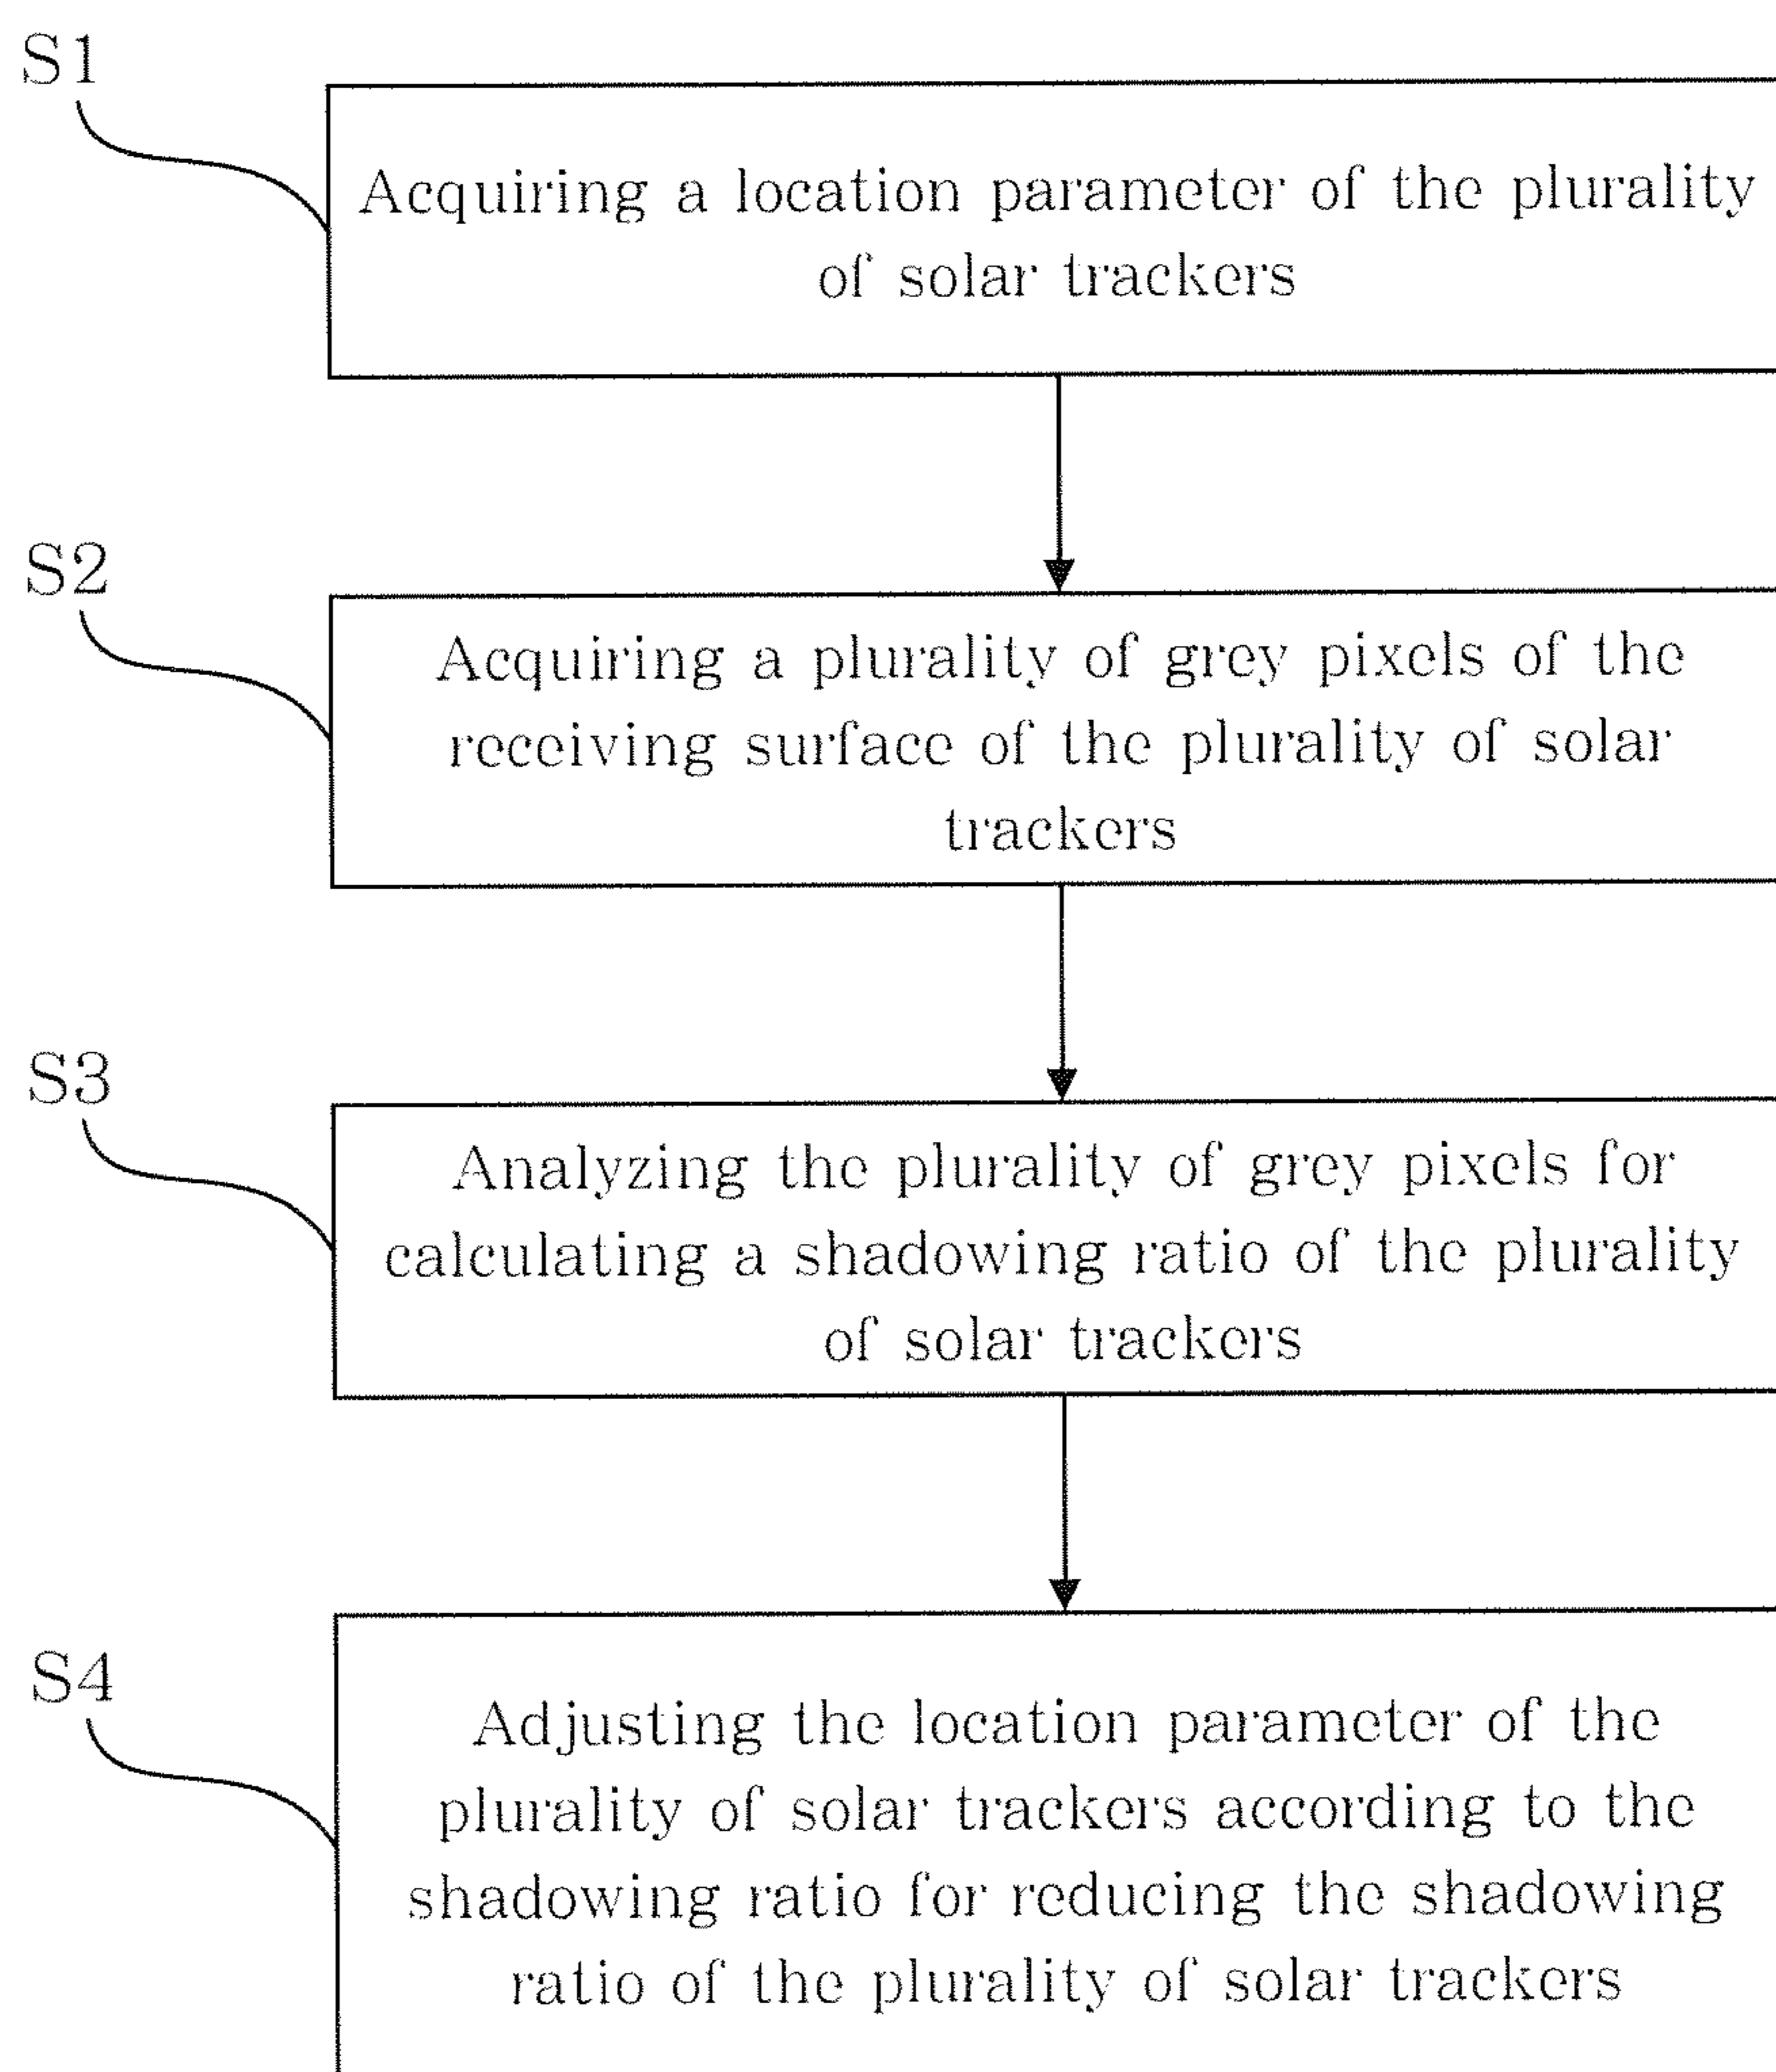 S1
Acquiring a location parameter of the plurality
of solar trackers
S2
Acquiring a plurality of grey pixels of the
receiving surface of the plurality of solar
trackers
S3
Analyzing the plurality of grey pixels for
calculating a shadowing ratio of the plurality
of solar trackers
S4
Adjusting the location parameter of the
plurality of solar trackers according to the
shadowing ratio for reducing the shadowing
ratio of the plurality of solar trackers